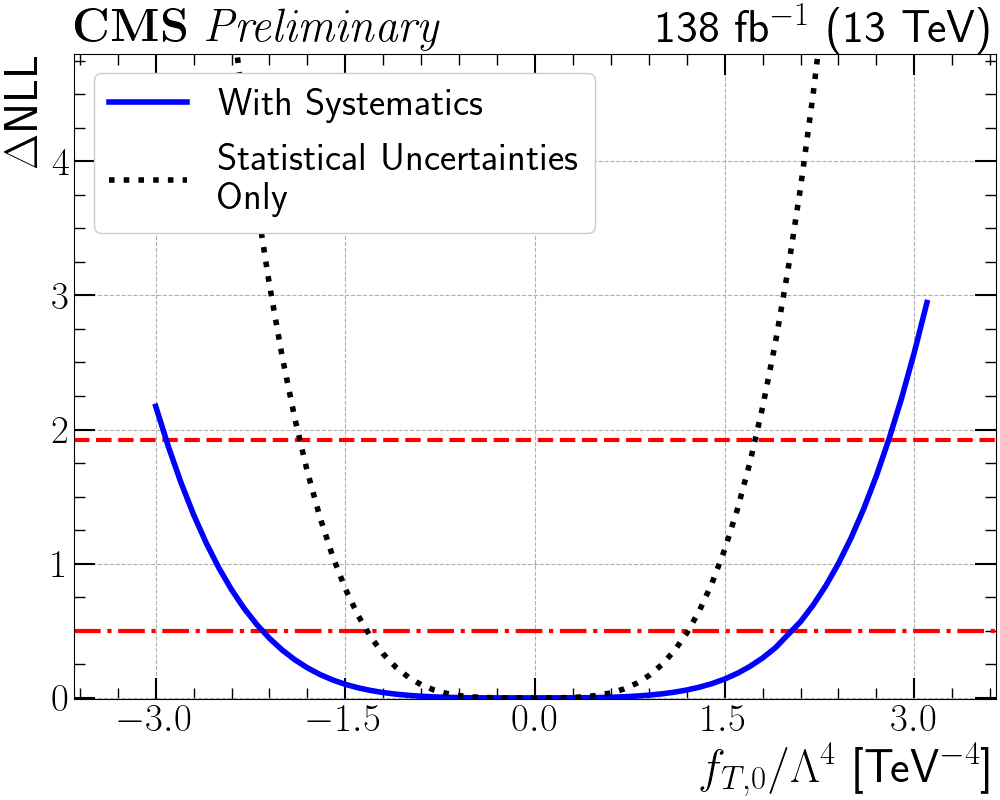 CMS Preliminary 138 fb⁻¹ (13 TeV)
ΔNLL
With Systematics
Statistical Uncertainties
Only
4
3
2
1
0
−3.0 −1.5 0.0 1.5 3.0
f_{T,0}/Λ⁴ [TeV⁻⁴]